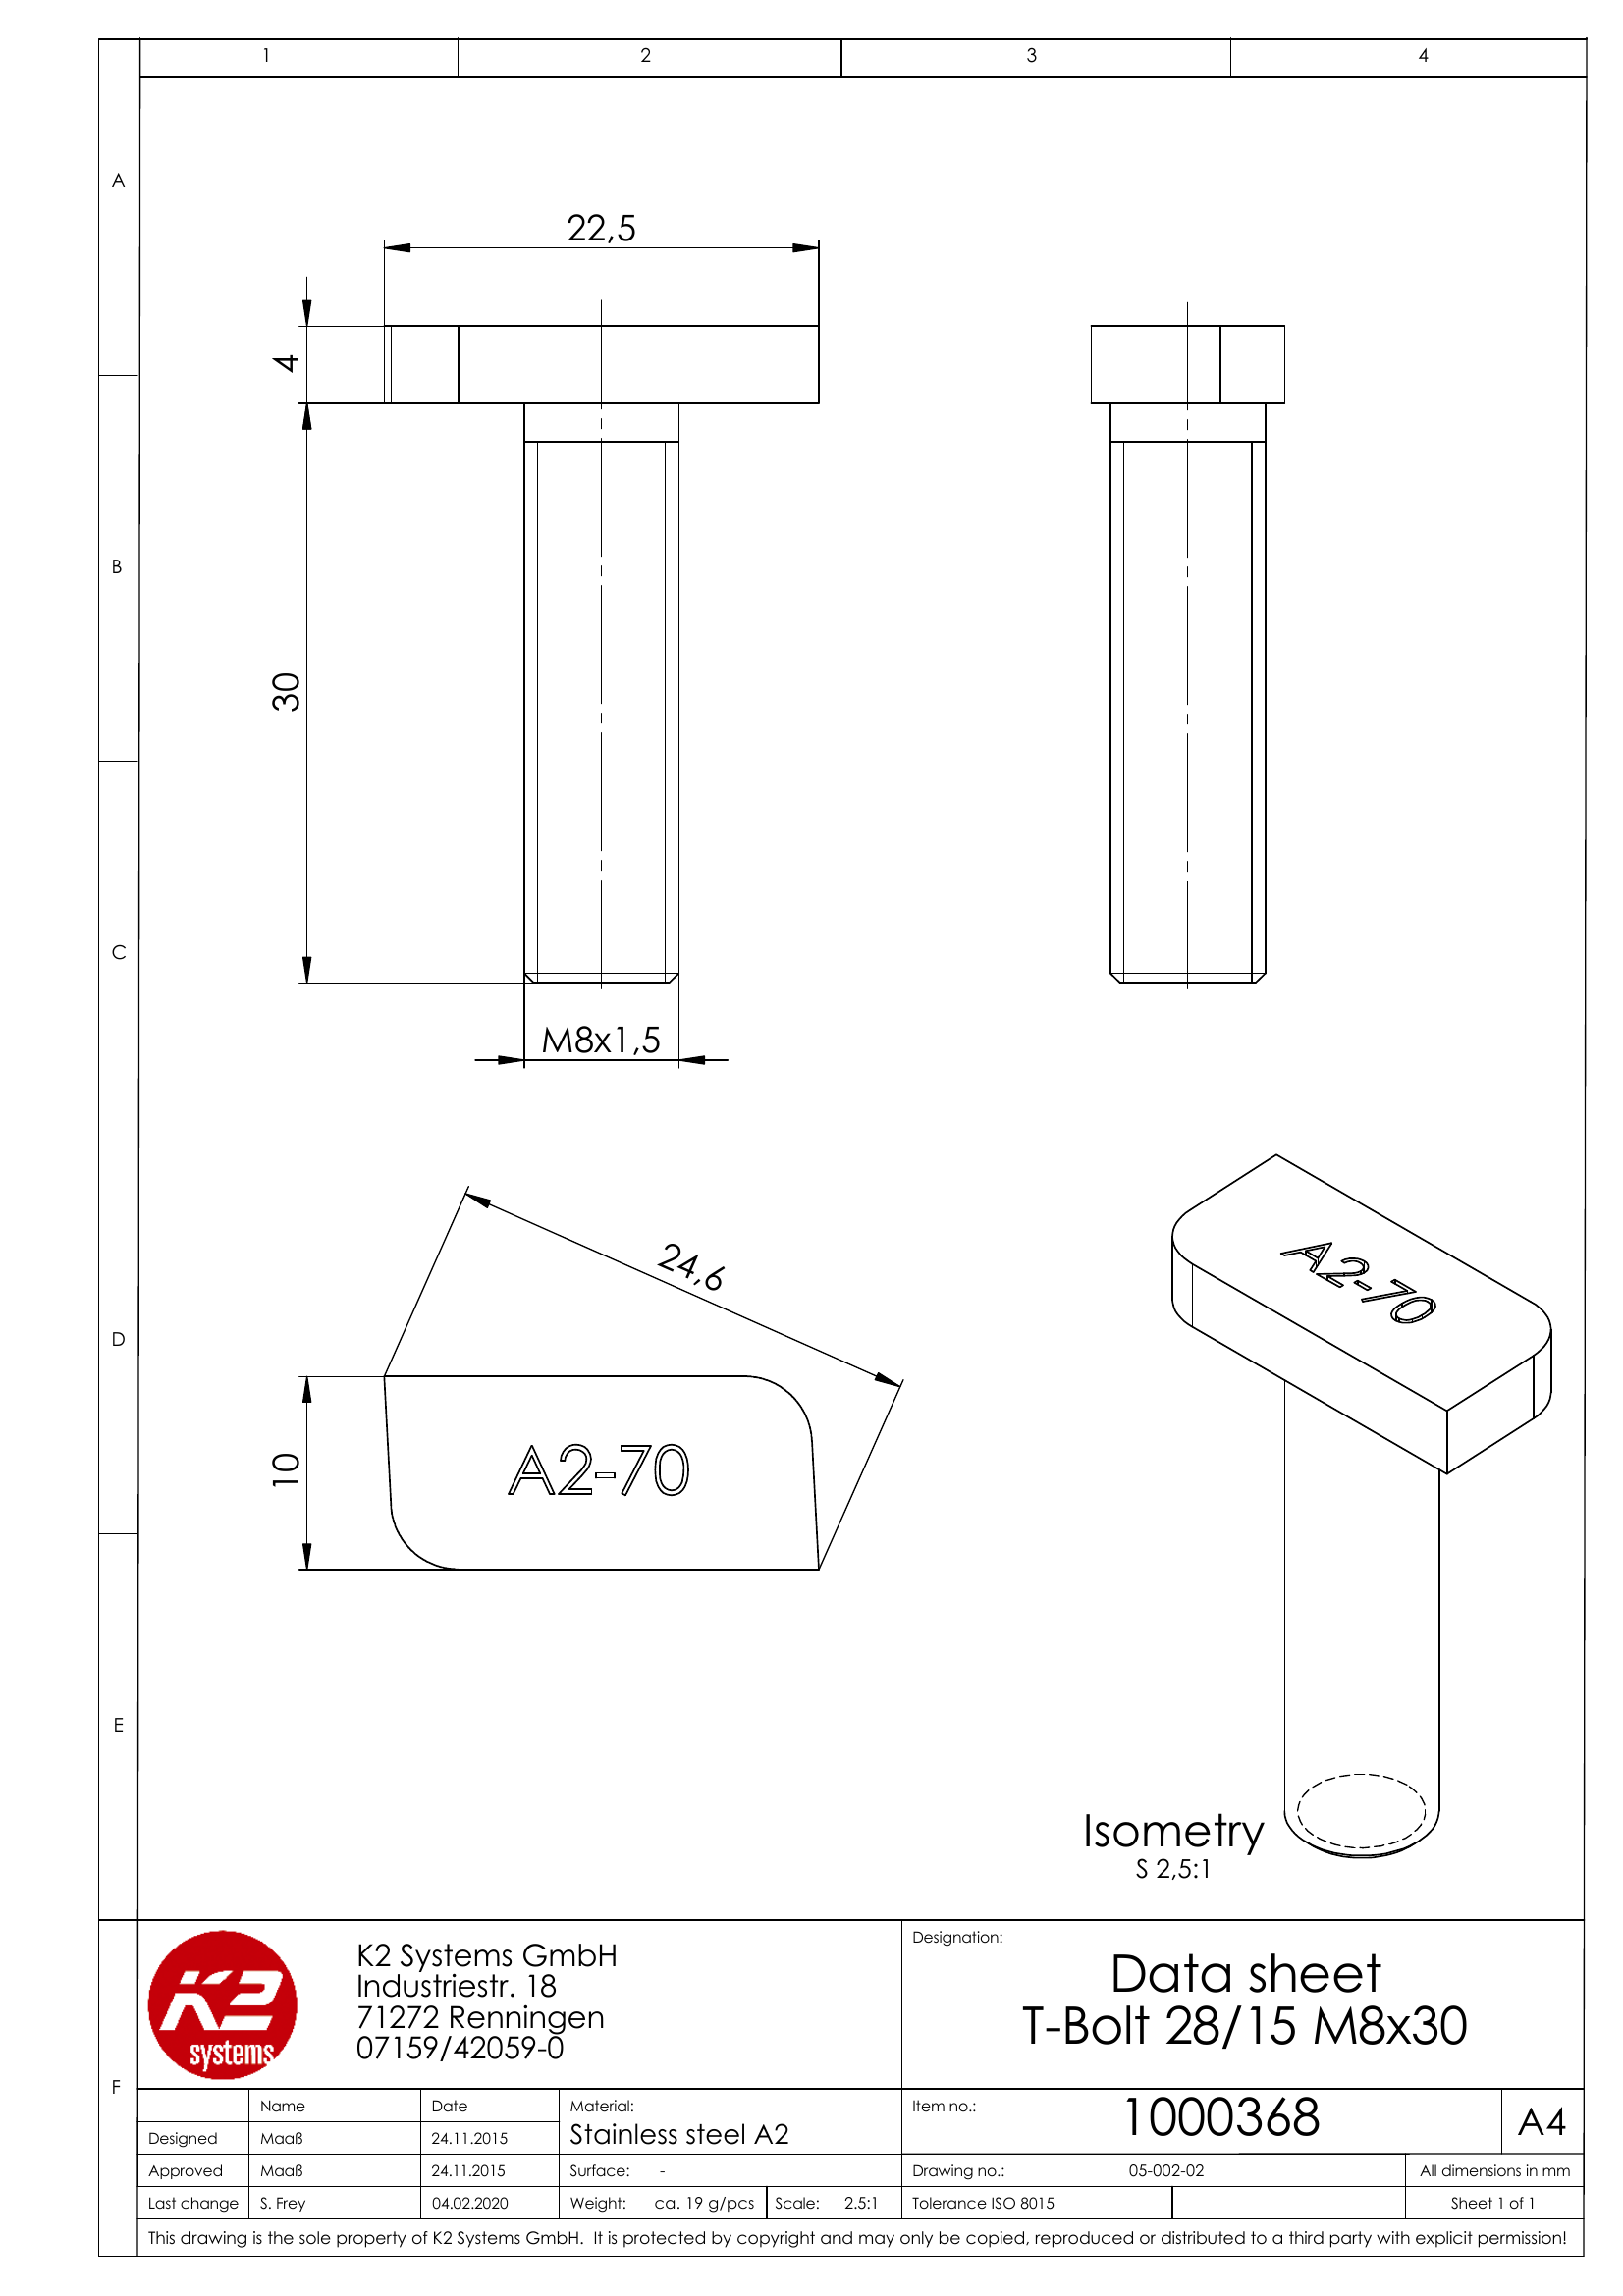 1 2 3 4
A
22,5
4
B
30
C
M8x1,5
24,6
A2-70
D
10
A2-70
E
Isometry
S 2,5:1
F
K2
systems
K2 Systems GmbH
Industriestr. 18
71272 Renningen
07159/42059-0
Designation:
Data sheet
T-Bolt 28/15 M8x30
Name Date Material: Item no.: 1000368 A4
Designed Maaß 24.11.2015 Stainless steel A2
Approved Maaß 24.11.2015 Surface: - Drawing no.: 05-002-02 All dimensions in mm
Last change S. Frey 04.02.2020 Weight: ca. 19 g/pcs Scale: 2.5:1 Tolerance ISO 8015 Sheet 1 of 1
This drawing is the sole property of K2 Systems GmbH. It is protected by copyright and may only be copied, reproduced or distributed to a third party with explicit permission!